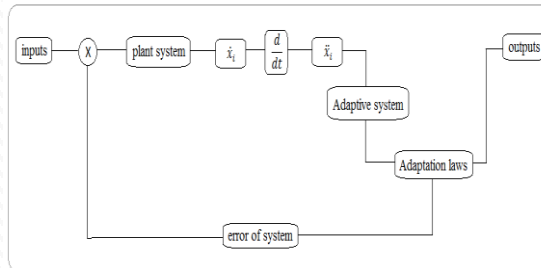 inputs
X
plant system
ẋᵢ
d
dt
ẍᵢ
outputs
Adaptive system
Adaptation laws
error of system